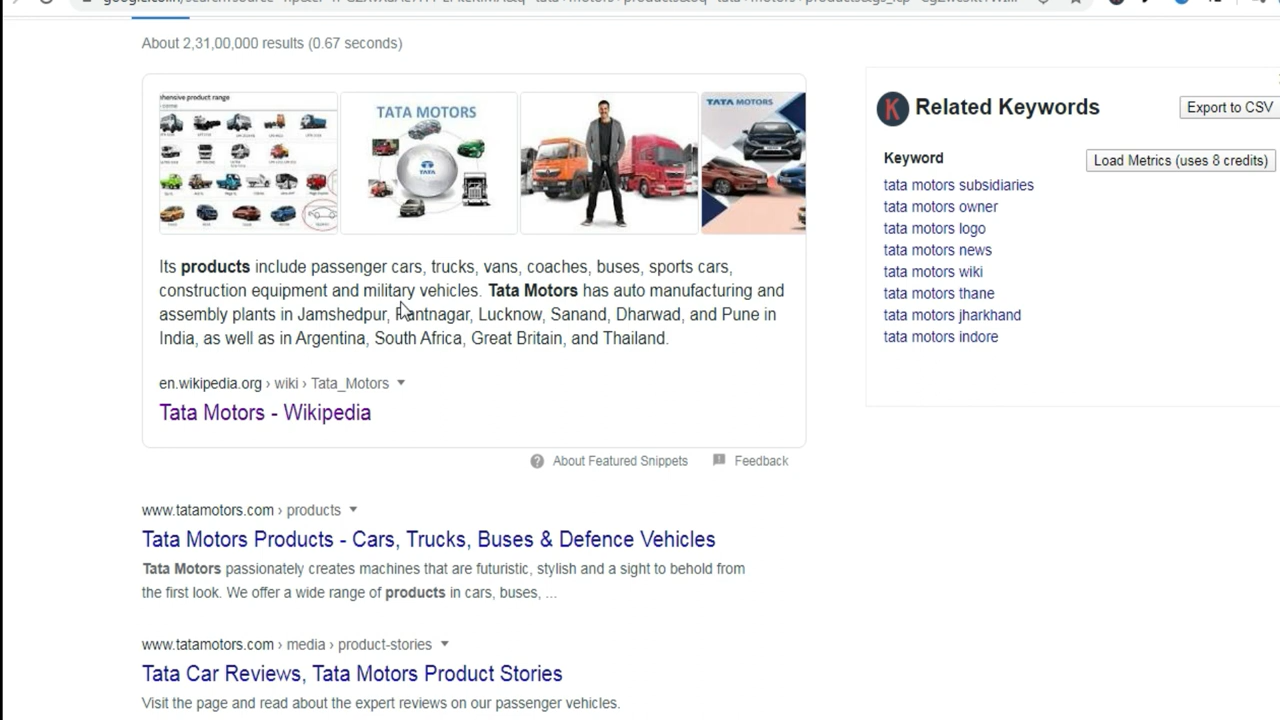 About 2,31,00,000 results (0.67 seconds)
hensive product range
TATA MOTORS
TATA
TATA MOTORS
Its products include passenger cars, trucks, vans, coaches, buses, sports cars,
construction equipment and military vehicles. Tata Motors has auto manufacturing and
assembly plants in Jamshedpur, Pantnagar, Lucknow, Sanand, Dharwad, and Pune in
India, as well as in Argentina, South Africa, Great Britain, and Thailand.
en.wikipedia.org › wiki › Tata_Motors
Tata Motors - Wikipedia
About Featured Snippets
Feedback
www.tatamotors.com › products
Tata Motors Products - Cars, Trucks, Buses & Defence Vehicles
Tata Motors passionately creates machines that are futuristic, stylish and a sight to behold from
the first look. We offer a wide range of products in cars, buses, ...
www.tatamotors.com › media › product-stories
Tata Car Reviews, Tata Motors Product Stories
Visit the page and read about the expert reviews on our passenger vehicles.
K
Related Keywords
Export to CSV
Keyword
Load Metrics (uses 8 credits)
tata motors subsidiaries
tata motors owner
tata motors logo
tata motors news
tata motors wiki
tata motors thane
tata motors jharkhand
tata motors indore